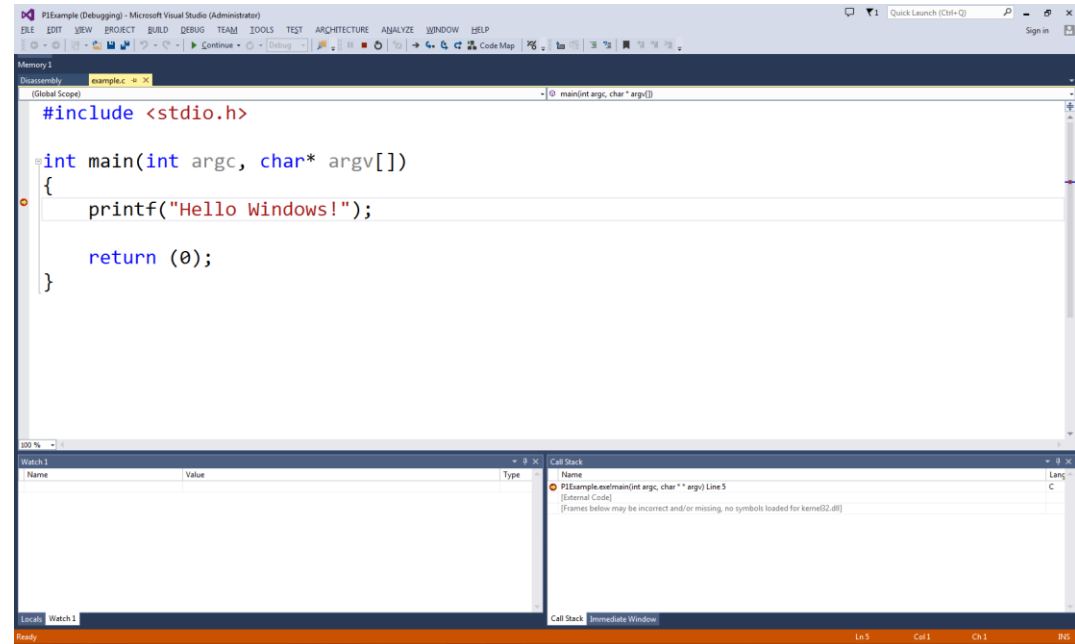 P1Example (Debugging) - Microsoft Visual Studio (Administrator)
1
Quick Launch (Ctrl+Q)
FILE EDIT VIEW PROJECT BUILD DEBUG TEAM TOOLS TEST ARCHITECTURE ANALYZE WINDOW HELP
Sign in
Continue Debug Code Map
Memory 1
Disassembly example.c
(Global Scope) main(int argc, char * argv[])
#include <stdio.h>
int main(int argc, char* argv[])
{
printf("Hello Windows!");
return (0);
}
100 %
Watch 1
Name Value Type
Call Stack
Name Lang
P1Example.exe!main(int argc, char * * argv) Line 5 C
[External Code]
[Frames below may be incorrect and/or missing, no symbols loaded for kernel32.dll]
Locals Watch 1
Call Stack Immediate Window
Ready Ln 5 Col 1 Ch 1 INS